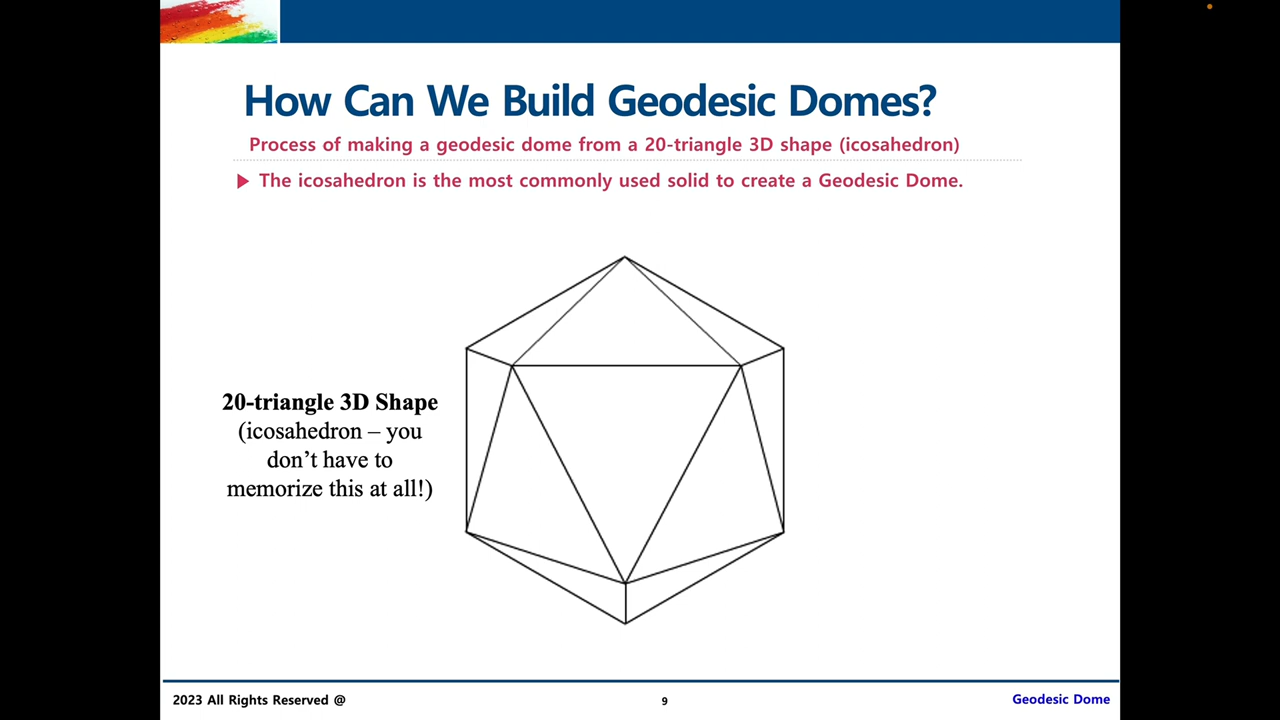 How Can We Build Geodesic Domes?
Process of making a geodesic dome from a 20-triangle 3D shape (icosahedron)
The icosahedron is the most commonly used solid to create a Geodesic Dome.
20-triangle 3D Shape
(icosahedron – you
don’t have to
memorize this at all!)
2023 All Rights Reserved @
9
Geodesic Dome